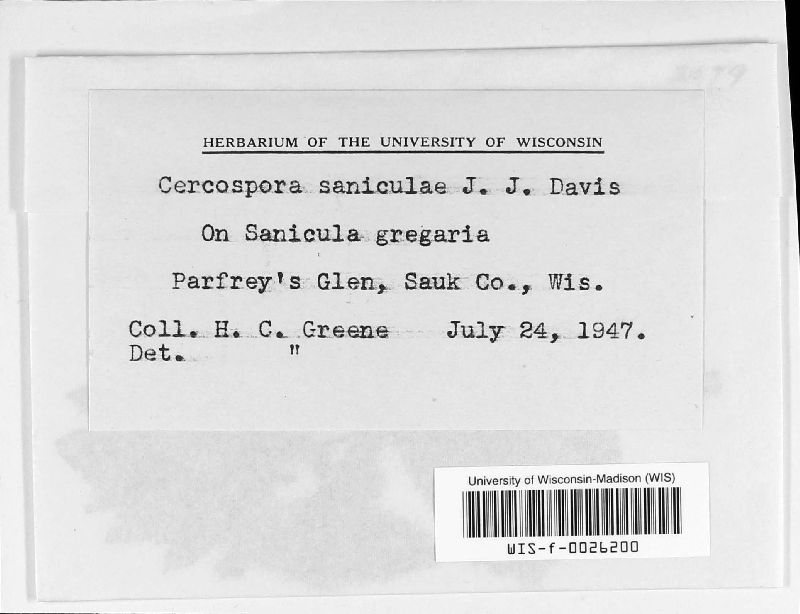 HERBARIUM OF THE UNIVERSITY OF WISCONSIN
Cercospora saniculae J. J. Davis
On Sanicula gregaria
Parfrey's Glen, Sauk Co., Wis.
Coll. H. C. Greene July 24, 1947.
Det. "
University of Wisconsin-Madison (WIS)
WIS-f-0026200